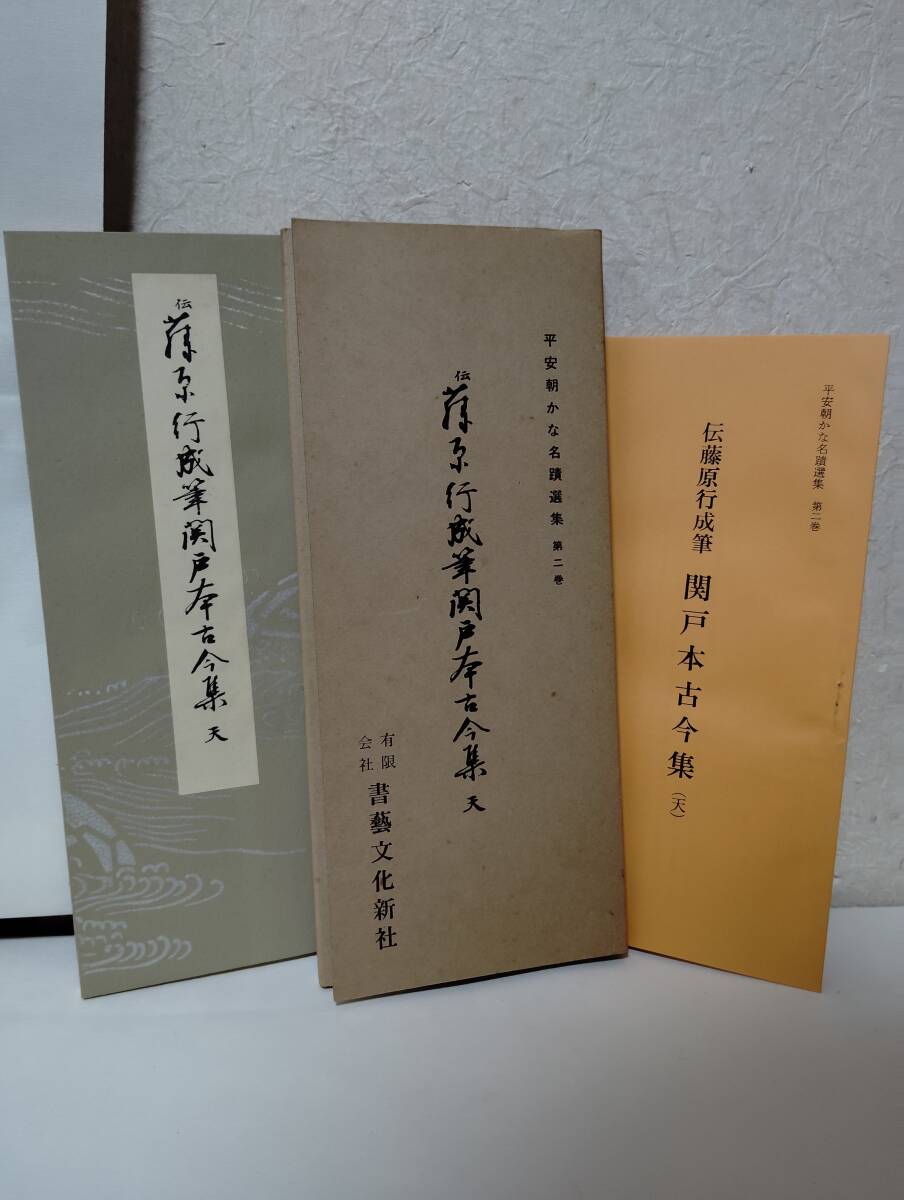 伝
藤原行成筆関戸本古今集 天
平安朝かな名蹟選集 第二巻
伝
藤原行成筆関戸本古今集 天
有限
会社
書藝文化新社
平安朝かな名蹟選集 第二巻
伝藤原行成筆 関戸本古今集(天)